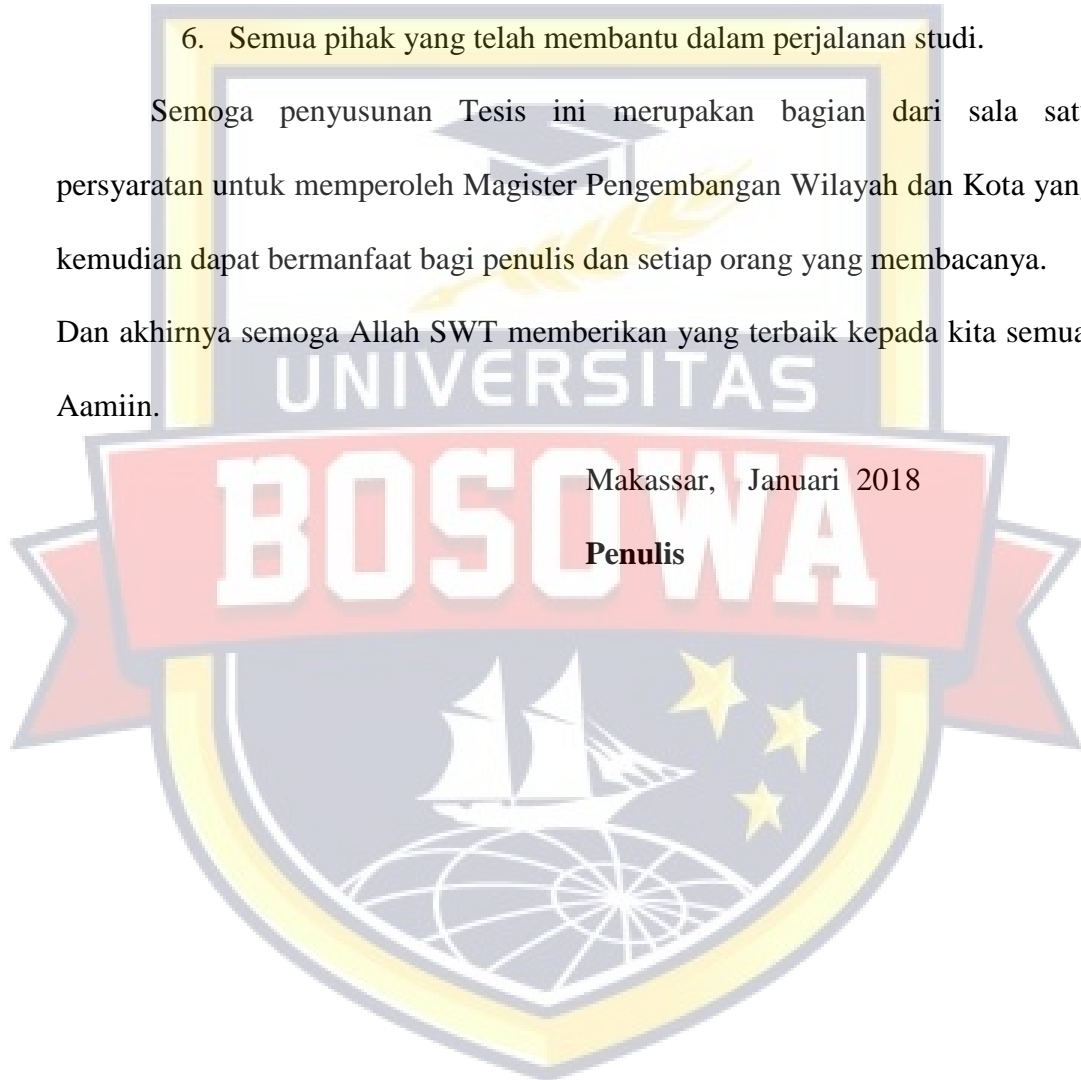 6. Semua pihak yang telah membantu dalam perjalanan studi.
Semoga penyusunan Tesis ini merupakan bagian dari sala sat
persyaratan untuk memperoleh Magister Pengembangan Wilayah dan Kota yan
kemudian dapat bermanfaat bagi penulis dan setiap orang yang membacanya.
Dan akhirnya semoga Allah SWT memberikan yang terbaik kepada kita semua
Aamiin.
UNIVERSITAS
BOSOWA
Makassar, Januari 2018
Penulis